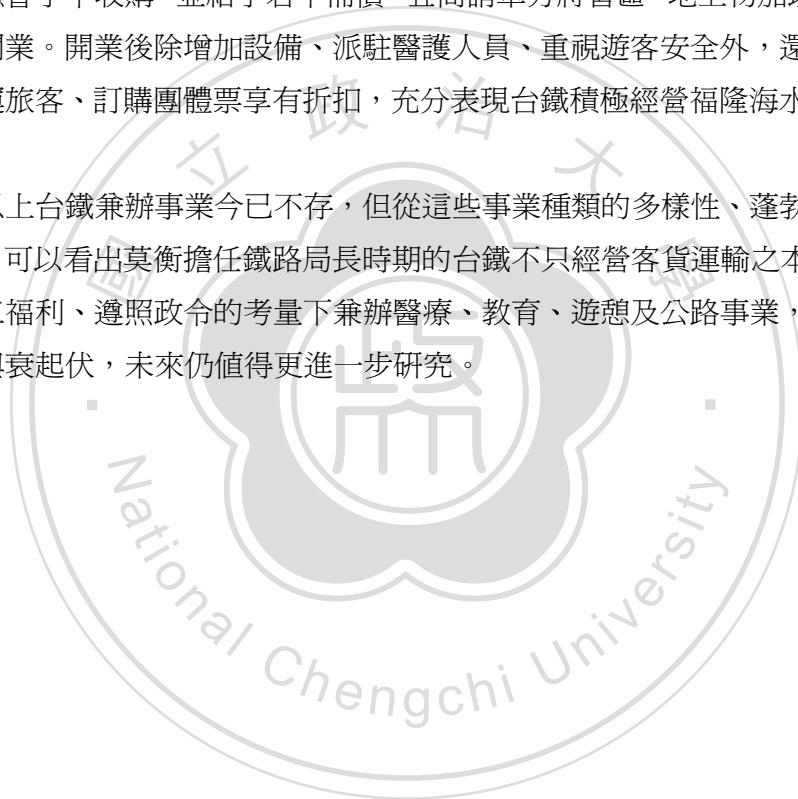 開業。開業後除增加設備、派駐醫護人員、重視遊客安全外，還
旅客、訂購團體票享有折扣，充分表現台鐵積極經營福隆海水
上台鐵兼辦事業今已不存，但從這些事業種類的多樣性、蓬勃
可以看出莫衡擔任鐵路局長時期的台鐵不只經營客貨運輸之本
福利、遵照政令的考量下兼辦醫療、教育、遊憩及公路事業，
衰起伏，未來仍值得更進一步研究。
國立政治大學
National Chengchi University